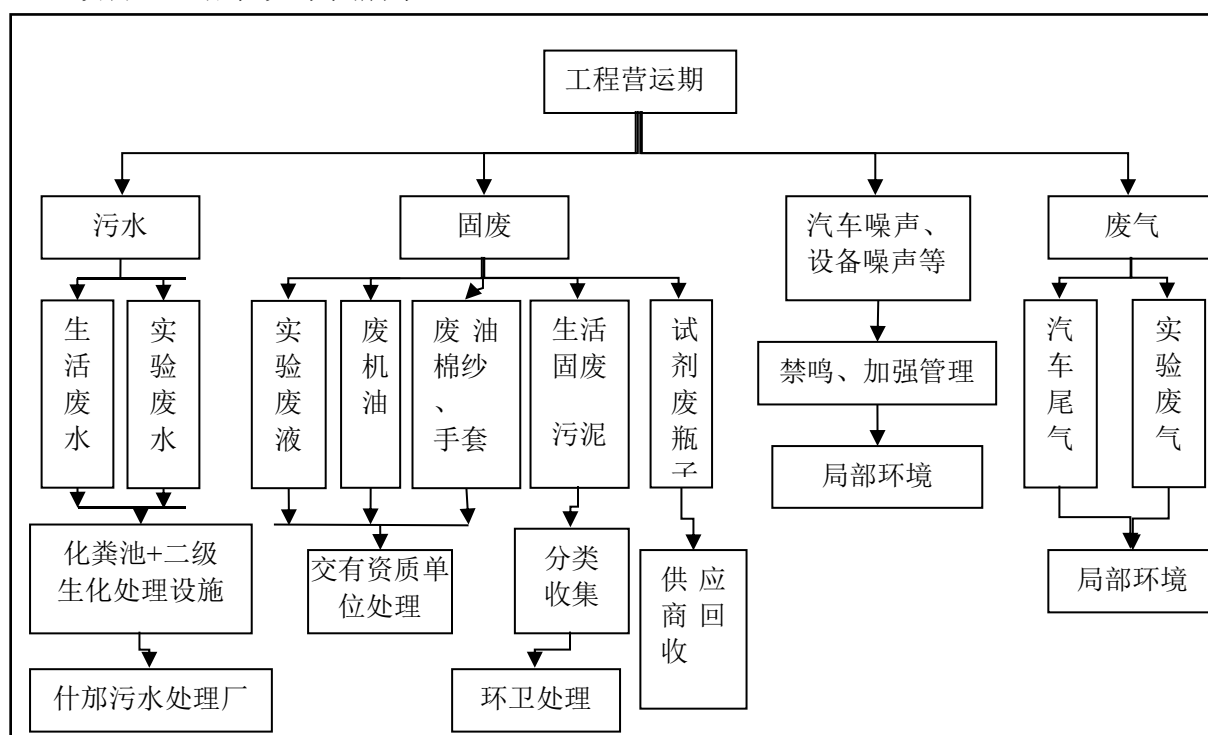 工程营运期
污水
固废
汽车噪声、
设备噪声等
废气
生活废水
实验废水
实验废液
废机油
废 油
棉纱
、
手套
生活
固废
污泥
试剂废瓶子
汽车尾气
实验废气
禁鸣、加强管理
局部环境
化粪池+二级
生化处理设施
交有资质单
位处理
分类
收集
供 应
商 回
收
局部环境
什邡污水处理厂
环卫处理